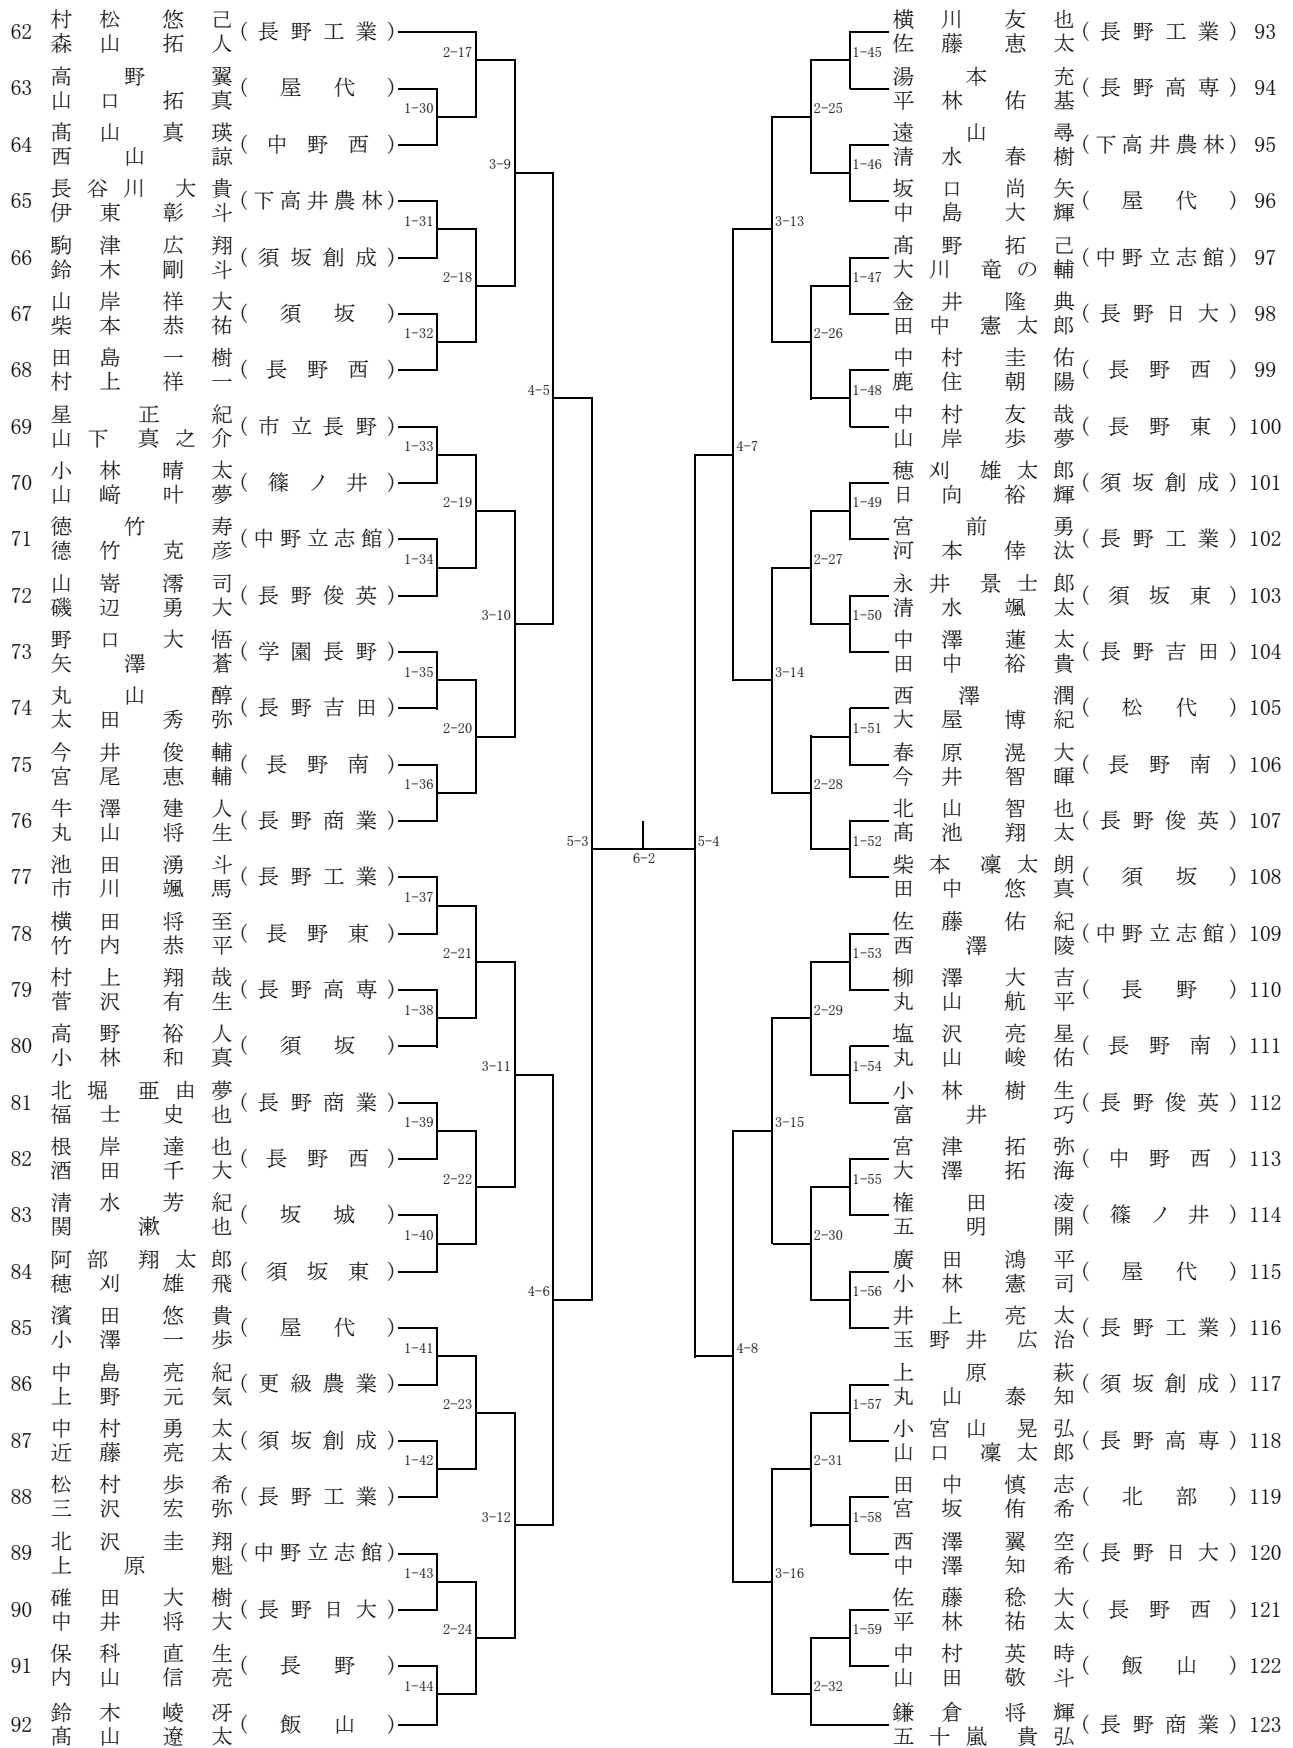 62 村松悠己 (長野工業)
森山拓人
63 高野翼 (屋代)
山口拓真
64 髙山真瑛 (中野西)
西山諒
65 長谷川大貴 (下高井農林)
伊東彰斗
66 駒津広翔 (須坂創成)
鈴木剛斗
67 山岸祥大 (須坂)
柴本恭祐
68 田島一樹 (長野西)
村上祥一
69 星正紀 (市立長野)
山下真之介
70 小林晴太 (篠ノ井)
山﨑叶夢
71 徳竹寿 (中野立志館)
德竹克彦
72 山嵜澪司 (長野俊英)
磯辺勇大
73 野口大悟 (学園長野)
矢澤蒼
74 丸山醇 (長野吉田)
太田秀弥
75 今井俊輔 (長野南)
宮尾恵輔
76 牛澤建人 (長野商業)
丸山将生
77 池田湧斗 (長野工業)
市川颯馬
78 横田将至 (長野東)
竹内恭平
79 村上翔哉 (長野高専)
菅沢有生
80 高野裕人 (須坂)
小林和真
81 北堀亜由夢 (長野商業)
福士史也
82 根岸達也 (長野西)
酒田千大
83 清水芳紀 (坂城)
関漱也
84 阿部翔太郎 (須坂東)
穂刈雄飛
85 濱田悠貴 (屋代)
小澤一歩
86 中島亮紀 (更級農業)
上野元気
87 中村勇太 (須坂創成)
近藤亮太
88 松村歩希 (長野工業)
三沢宏弥
89 北沢圭翔 (中野立志館)
上原魁
90 碓田大樹 (長野日大)
中井将大
91 保科直生 (長野)
内山信亮
92 鈴木崚冴 (飯山)
髙山遼太
2-17
1-30
3-9
1-31
2-18
1-32
4-5
1-33
2-19
1-34
3-10
1-35
2-20
1-36
5-3
1-37
2-21
1-38
3-11
1-39
2-22
1-40
4-6
1-41
2-23
1-42
3-12
1-43
2-24
1-44
6-2
1-45
2-25
1-46
3-13
1-47
2-26
1-48
4-7
1-49
2-27
1-50
3-14
1-51
2-28
1-52
5-4
1-53
2-29
1-54
3-15
1-55
2-30
1-56
4-8
1-57
2-31
1-58
3-16
1-59
2-32
横川友也 (長野工業) 93
佐藤恵太
湯本充 (長野高専) 94
平林佑基
遠山尋 (下高井農林) 95
清水春樹
坂口尚矢 (屋代) 96
中島大輝
髙野拓己 (中野立志館) 97
大川竜の輔
金井隆典 (長野日大) 98
田中憲太郎
中村圭佑 (長野西) 99
鹿住朝陽
中村友哉 (長野東) 100
山岸歩夢
穂刈雄太郎 (須坂創成) 101
日向裕輝
宮前勇 (長野工業) 102
河本倖汰
永井景士郎 (須坂東) 103
清水颯太
中澤蓮太 (長野吉田) 104
田中裕貴
西澤潤 (松代) 105
大屋博紀
春原滉大 (長野南) 106
今井智暉
北山智也 (長野俊英) 107
髙池翔太
柴本凜太朗 (須坂) 108
田中悠真
佐藤佑紀 (中野立志館) 109
西澤陵
柳澤大吉 (長野) 110
丸山航平
塩沢亮星 (長野南) 111
丸山峻佑
小林樹生 (長野俊英) 112
富井巧
宮津拓弥 (中野西) 113
大澤拓海
権田凌 (篠ノ井) 114
五明開
廣田鴻平 (屋代) 115
小林憲司
井上亮太 (長野工業) 116
玉野井広治
上原萩 (須坂創成) 117
丸山泰知
小宮山晃弘 (長野高専) 118
山口凜太郎
田中慎志 (北部) 119
宮坂侑希
西澤翼空 (長野日大) 120
中澤知希
佐藤稔大 (長野西) 121
平林祐太
中村英時 (飯山) 122
山田敬斗
鎌倉将輝 (長野商業) 123
五十嵐貴弘